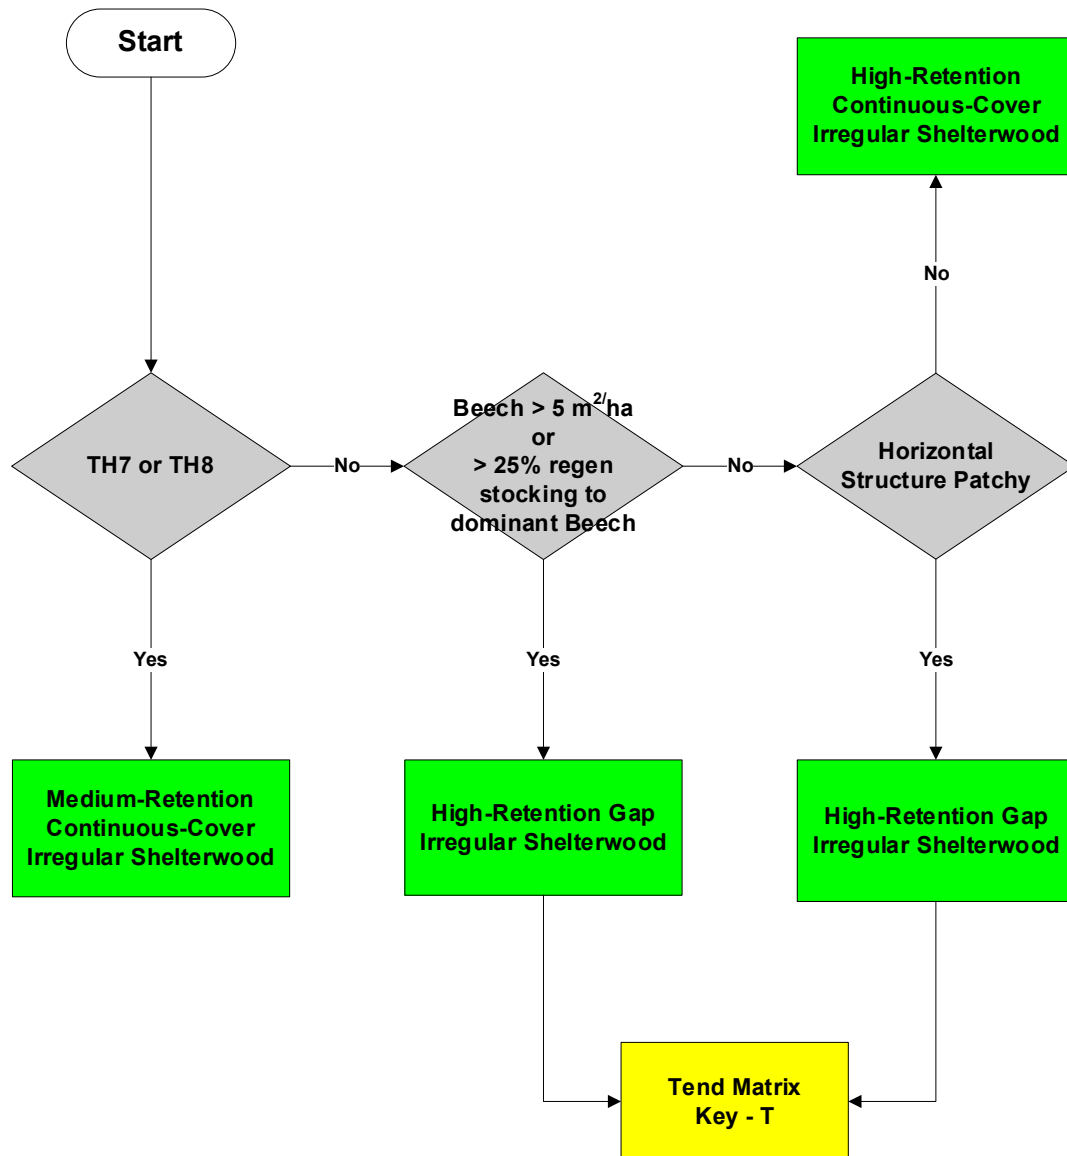 Start
High-Retention
Continuous-Cover
Irregular Shelterwood
No
TH7 or TH8
No
Beech > 5 m²/ha
or
> 25% regen
stocking to
dominant Beech
No
Horizontal
Structure Patchy
Yes
Yes
Yes
Medium-Retention
Continuous-Cover
Irregular Shelterwood
High-Retention Gap
Irregular Shelterwood
High-Retention Gap
Irregular Shelterwood
Tend Matrix
Key - T